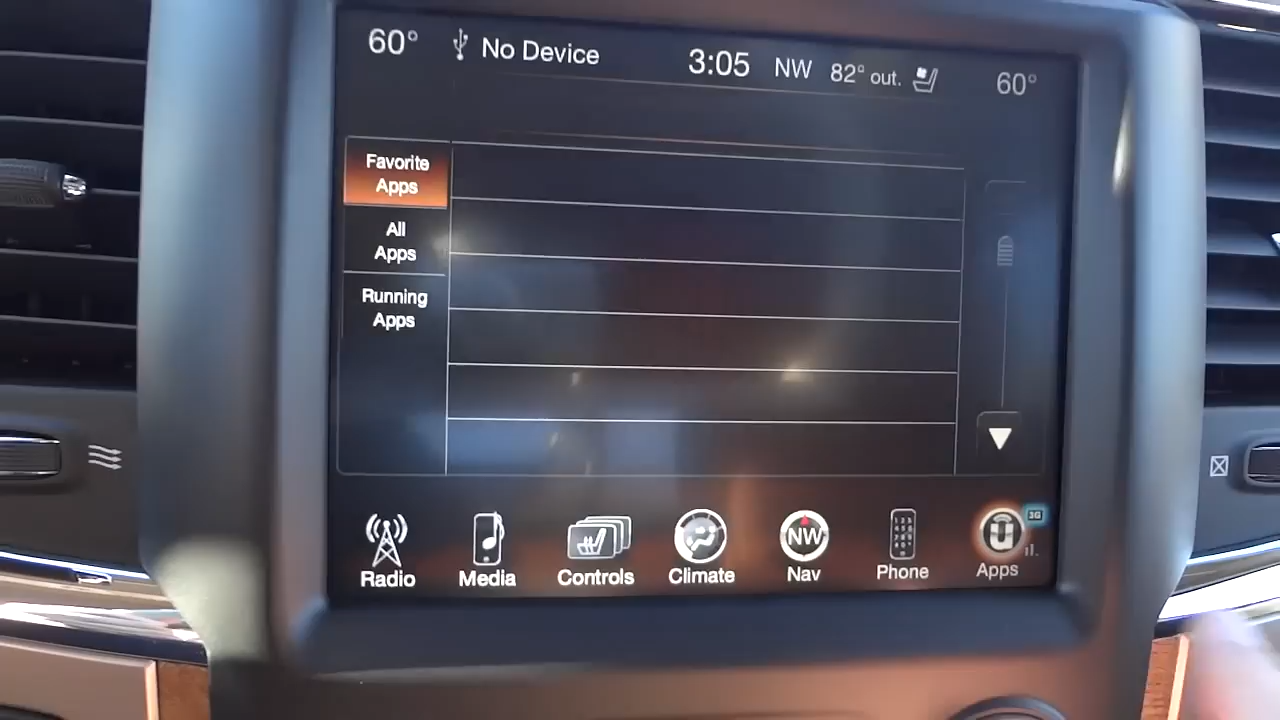 60° No Device 3:05 NW 82° out. 60°
Favorite
Apps
All
Apps
Running
Apps
NW
3G
Radio Media Controls Climate Nav Phone Apps